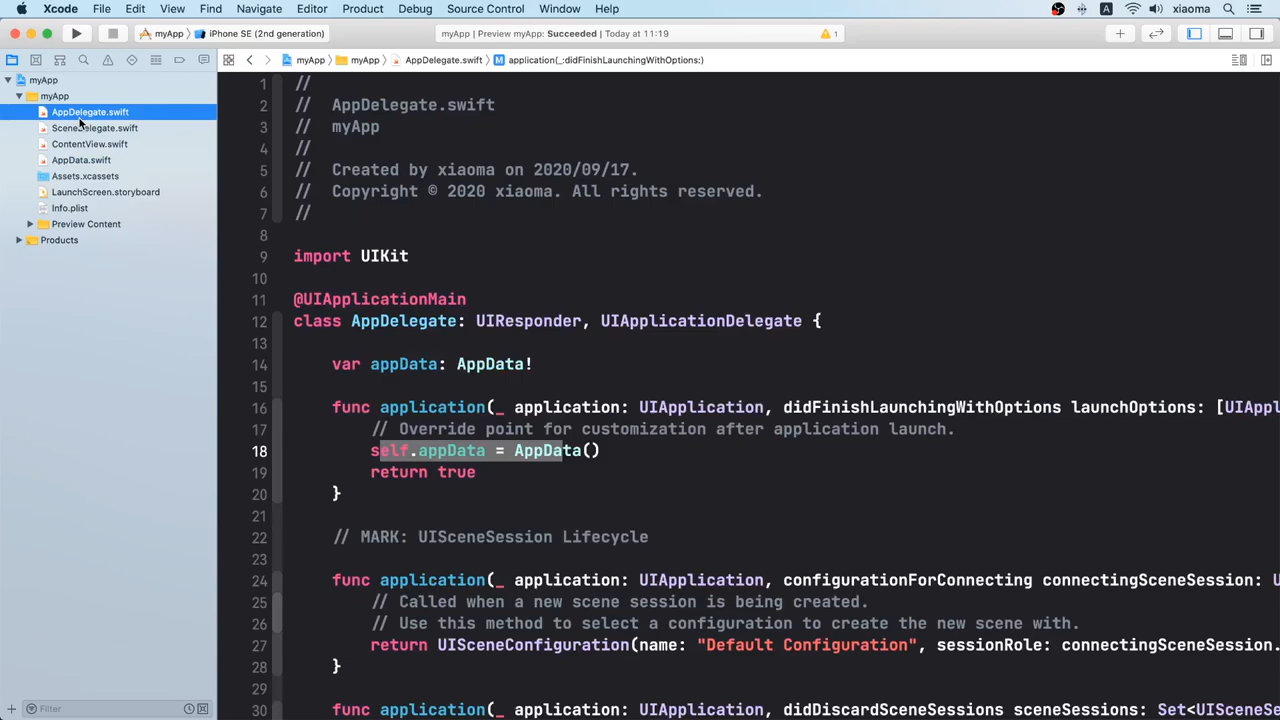 Xcode File Edit View Find Navigate Editor Product Debug Source Control Window Help A xiaoma
myApp iPhone SE (2nd generation) myApp | Preview myApp: Succeeded | Today at 11:19 1
myApp myApp AppDelegate.swift application(_:didFinishLaunchingWithOptions:)
myApp
myApp
AppDelegate.swift
SceneDelegate.swift
ContentView.swift
AppData.swift
Assets.xcassets
LaunchScreen.storyboard
Info.plist
Preview Content
Products
Filter
1 //
2 // AppDelegate.swift
3 // myApp
4 //
5 // Created by xiaoma on 2020/09/17.
6 // Copyright © 2020 xiaoma. All rights reserved.
7 //
8
9 import UIKit
10
11 @UIApplicationMain
12 class AppDelegate: UIResponder, UIApplicationDelegate {
13
14 var appData: AppData!
15
16 func application(_ application: UIApplication, didFinishLaunchingWithOptions launchOptions: [UIAppl
17 // Override point for customization after application launch.
18 self.appData = AppData()
19 return true
20 }
21
22 // MARK: UISceneSession Lifecycle
23
24 func application(_ application: UIApplication, configurationForConnecting connectingSceneSession: U
25 // Called when a new scene session is being created.
26 // Use this method to select a configuration to create the new scene with.
27 return UISceneConfiguration(name: "Default Configuration", sessionRole: connectingSceneSession.
28 }
29
30 func application(_ application: UIApplication, didDiscardSceneSessions sceneSessions: Set<UISceneSe